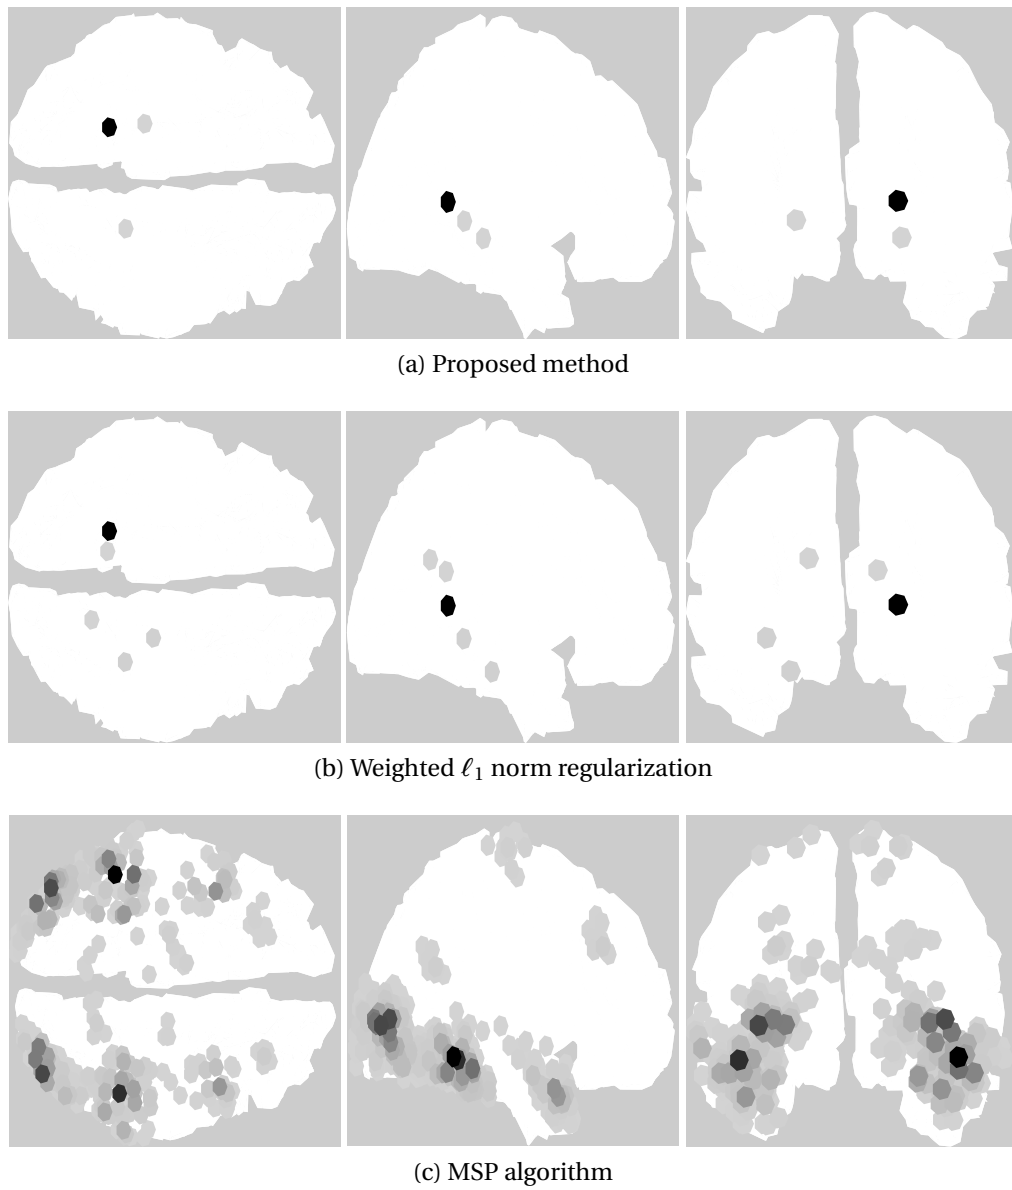 (a) Proposed method
(b) Weighted ℓ₁ norm regularization
(c) MSP algorithm